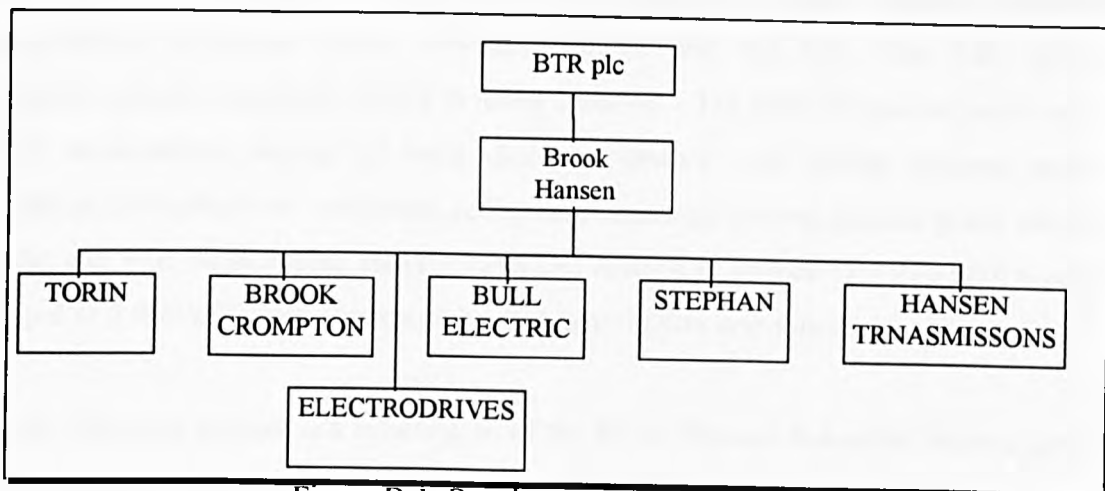 BTR plc
Brook
Hansen
TORIN
BROOK
CROMPTON
BULL
ELECTRIC
STEPHAN
HANSEN
TRNASMISSONS
ELECTRODRIVES